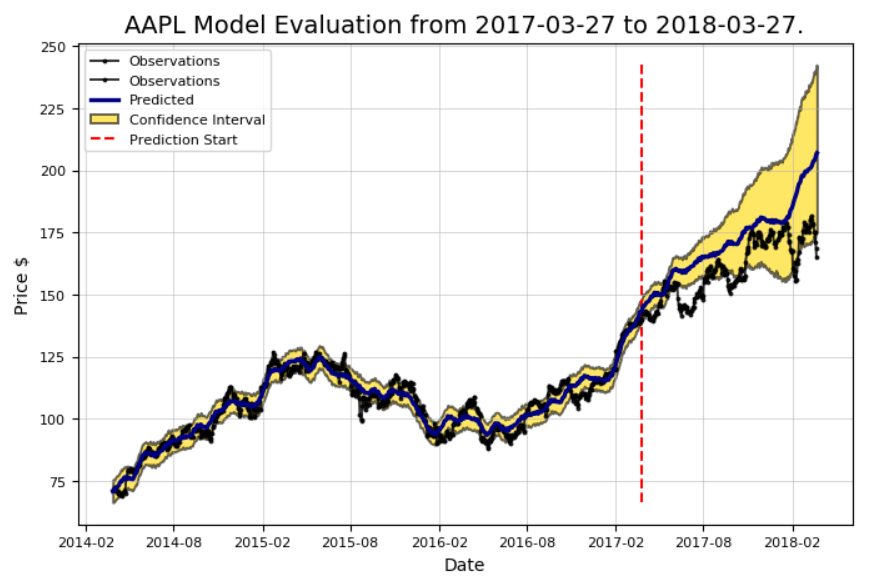 AAPL Model Evaluation from 2017-03-27 to 2018-03-27.
250
225
200
175
150
125
100
75
Price $
Observations
Observations
Predicted
Confidence Interval
Prediction Start
2014-02 2014-08 2015-02 2015-08 2016-02 2016-08 2017-02 2017-08 2018-02
Date